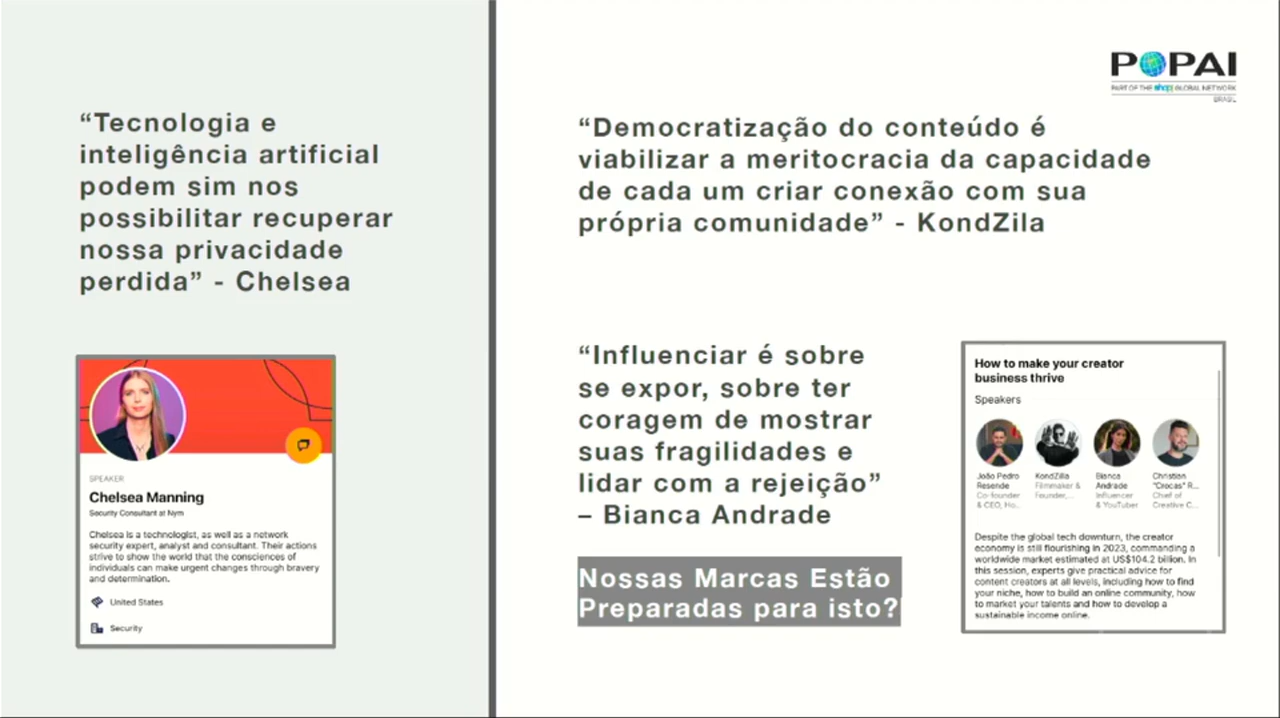 “Tecnologia e
inteligência artificial
podem sim nos
possibilitar recuperar
nossa privacidade
perdida” - Chelsea
SPEAKER
Chelsea Manning
Security Consultant at Nym
Chelsea is a technologist, as well as a network
security expert, analyst and consultant. Their actions
strive to show the world that the consciences of
individuals can make urgent changes through bravery
and determination.
United States
Security
POPAI
PART OF THE shop! GLOBAL NETWORK
BRASIL
“Democratização do conteúdo é
viabilizar a meritocracia da capacidade
de cada um criar conexão com sua
própria comunidade” - KondZilla
“Influenciar é sobre
se expor, sobre ter
coragem de mostrar
suas fragilidades e
lidar com a rejeição”
– Bianca Andrade
Nossas Marcas Estão
Preparadas para isto?
How to make your creator
business thrive
Speakers
João Pedro
Resende
Co-founder
& CEO; Ho...
KondZilla
Filmmaker &
Founder,...
Bianca
Andrade
Influencer
& YouTuber
Christian
“Crocas” R...
Chief of
Creative C...
Despite the global tech downturn, the creator
economy is still flourishing in 2023, commanding a
worldwide market estimated at US$104.2 billion. In
this session, experts give practical advice for
content creators at all levels, including how to find
your niche, how to build an online community, how
to market your talents and how to develop a
sustainable income online.